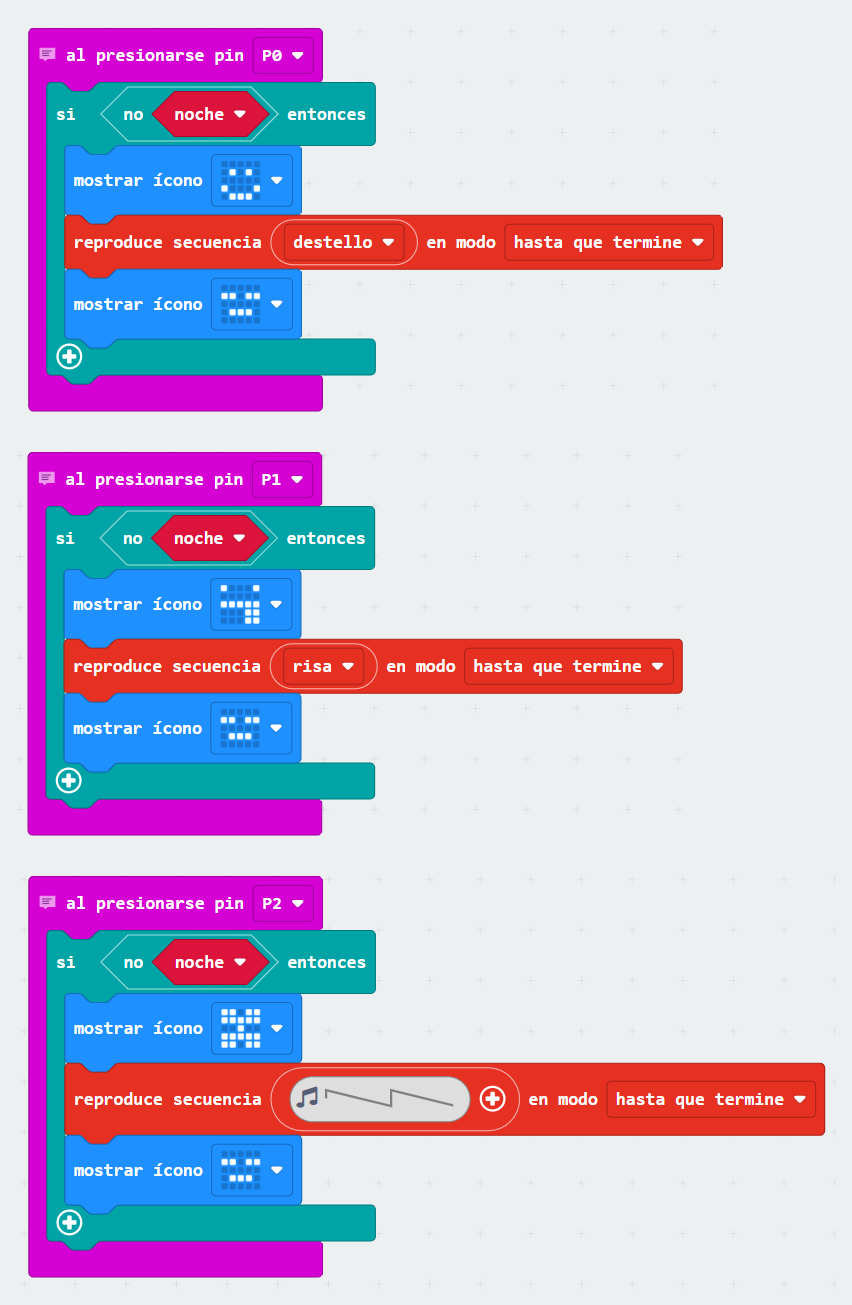 al presionarse pin P0
si no noche entonces
mostrar ícono
reproduce secuencia destello en modo hasta que termine
mostrar ícono
al presionarse pin P1
si no noche entonces
mostrar ícono
reproduce secuencia risa en modo hasta que termine
mostrar ícono
al presionarse pin P2
si no noche entonces
mostrar ícono
reproduce secuencia en modo hasta que termine
mostrar ícono